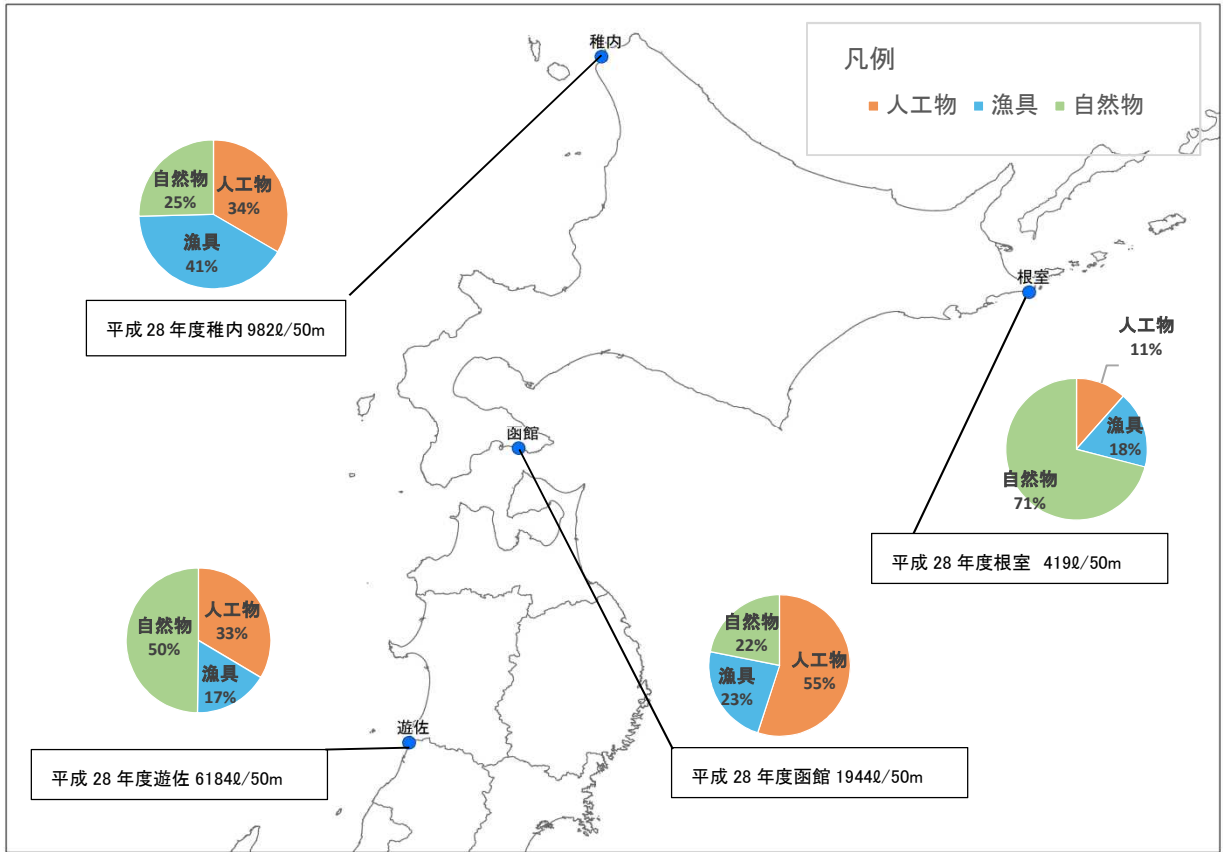 稚内
凡例
人工物 漁具 自然物
自然物
25%
人工物
34%
漁具
41%
平成 28 年度稚内 982ℓ/50m
根室
人工物
11%
漁具
18%
自然物
71%
平成 28 年度根室 419ℓ/50m
函館
自然物
50%
人工物
33%
漁具
17%
自然物
22%
人工物
55%
漁具
23%
遊佐
平成 28 年度遊佐 6184ℓ/50m
平成 28 年度函館 1944ℓ/50m